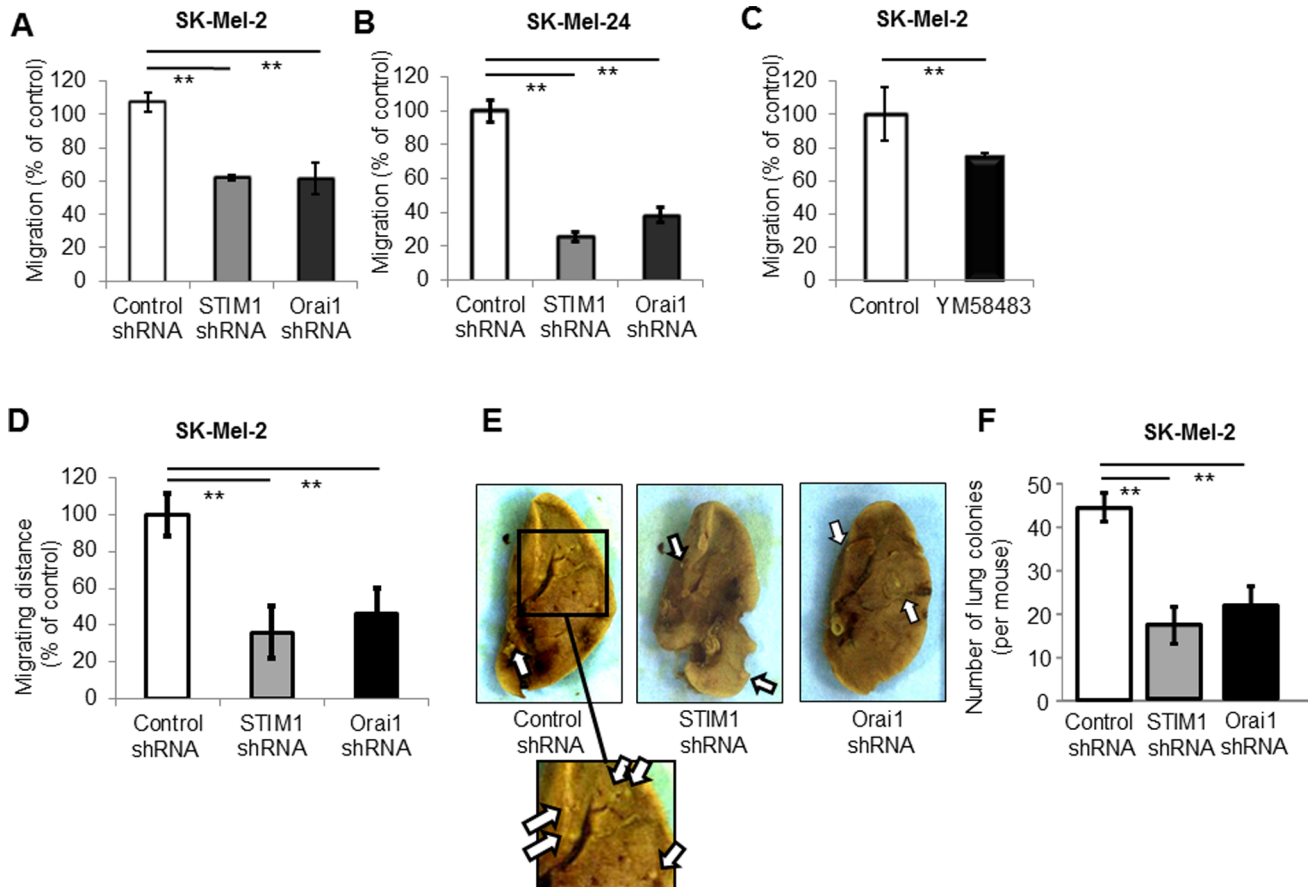 A
SK-Mel-2
**
**
Migration (% of control)
120
100
80
60
40
20
0
Control
shRNA
STIM1
shRNA
Orai1
shRNA
B
SK-Mel-24
**
**
Migration (% of control)
120
100
80
60
40
20
0
Control
shRNA
STIM1
shRNA
Orai1
shRNA
C
SK-Mel-2
**
Migration (% of control)
120
100
80
60
40
20
0
Control
YM58483
D
SK-Mel-2
**
**
Migrating distance
(% of control)
120
100
80
60
40
20
0
Control
shRNA
STIM1
shRNA
Orai1
shRNA
E
Control
shRNA
STIM1
shRNA
Orai1
shRNA
F
SK-Mel-2
**
**
Number of lung colonies
(per mouse)
50
40
30
20
10
0
Control
shRNA
STIM1
shRNA
Orai1
shRNA